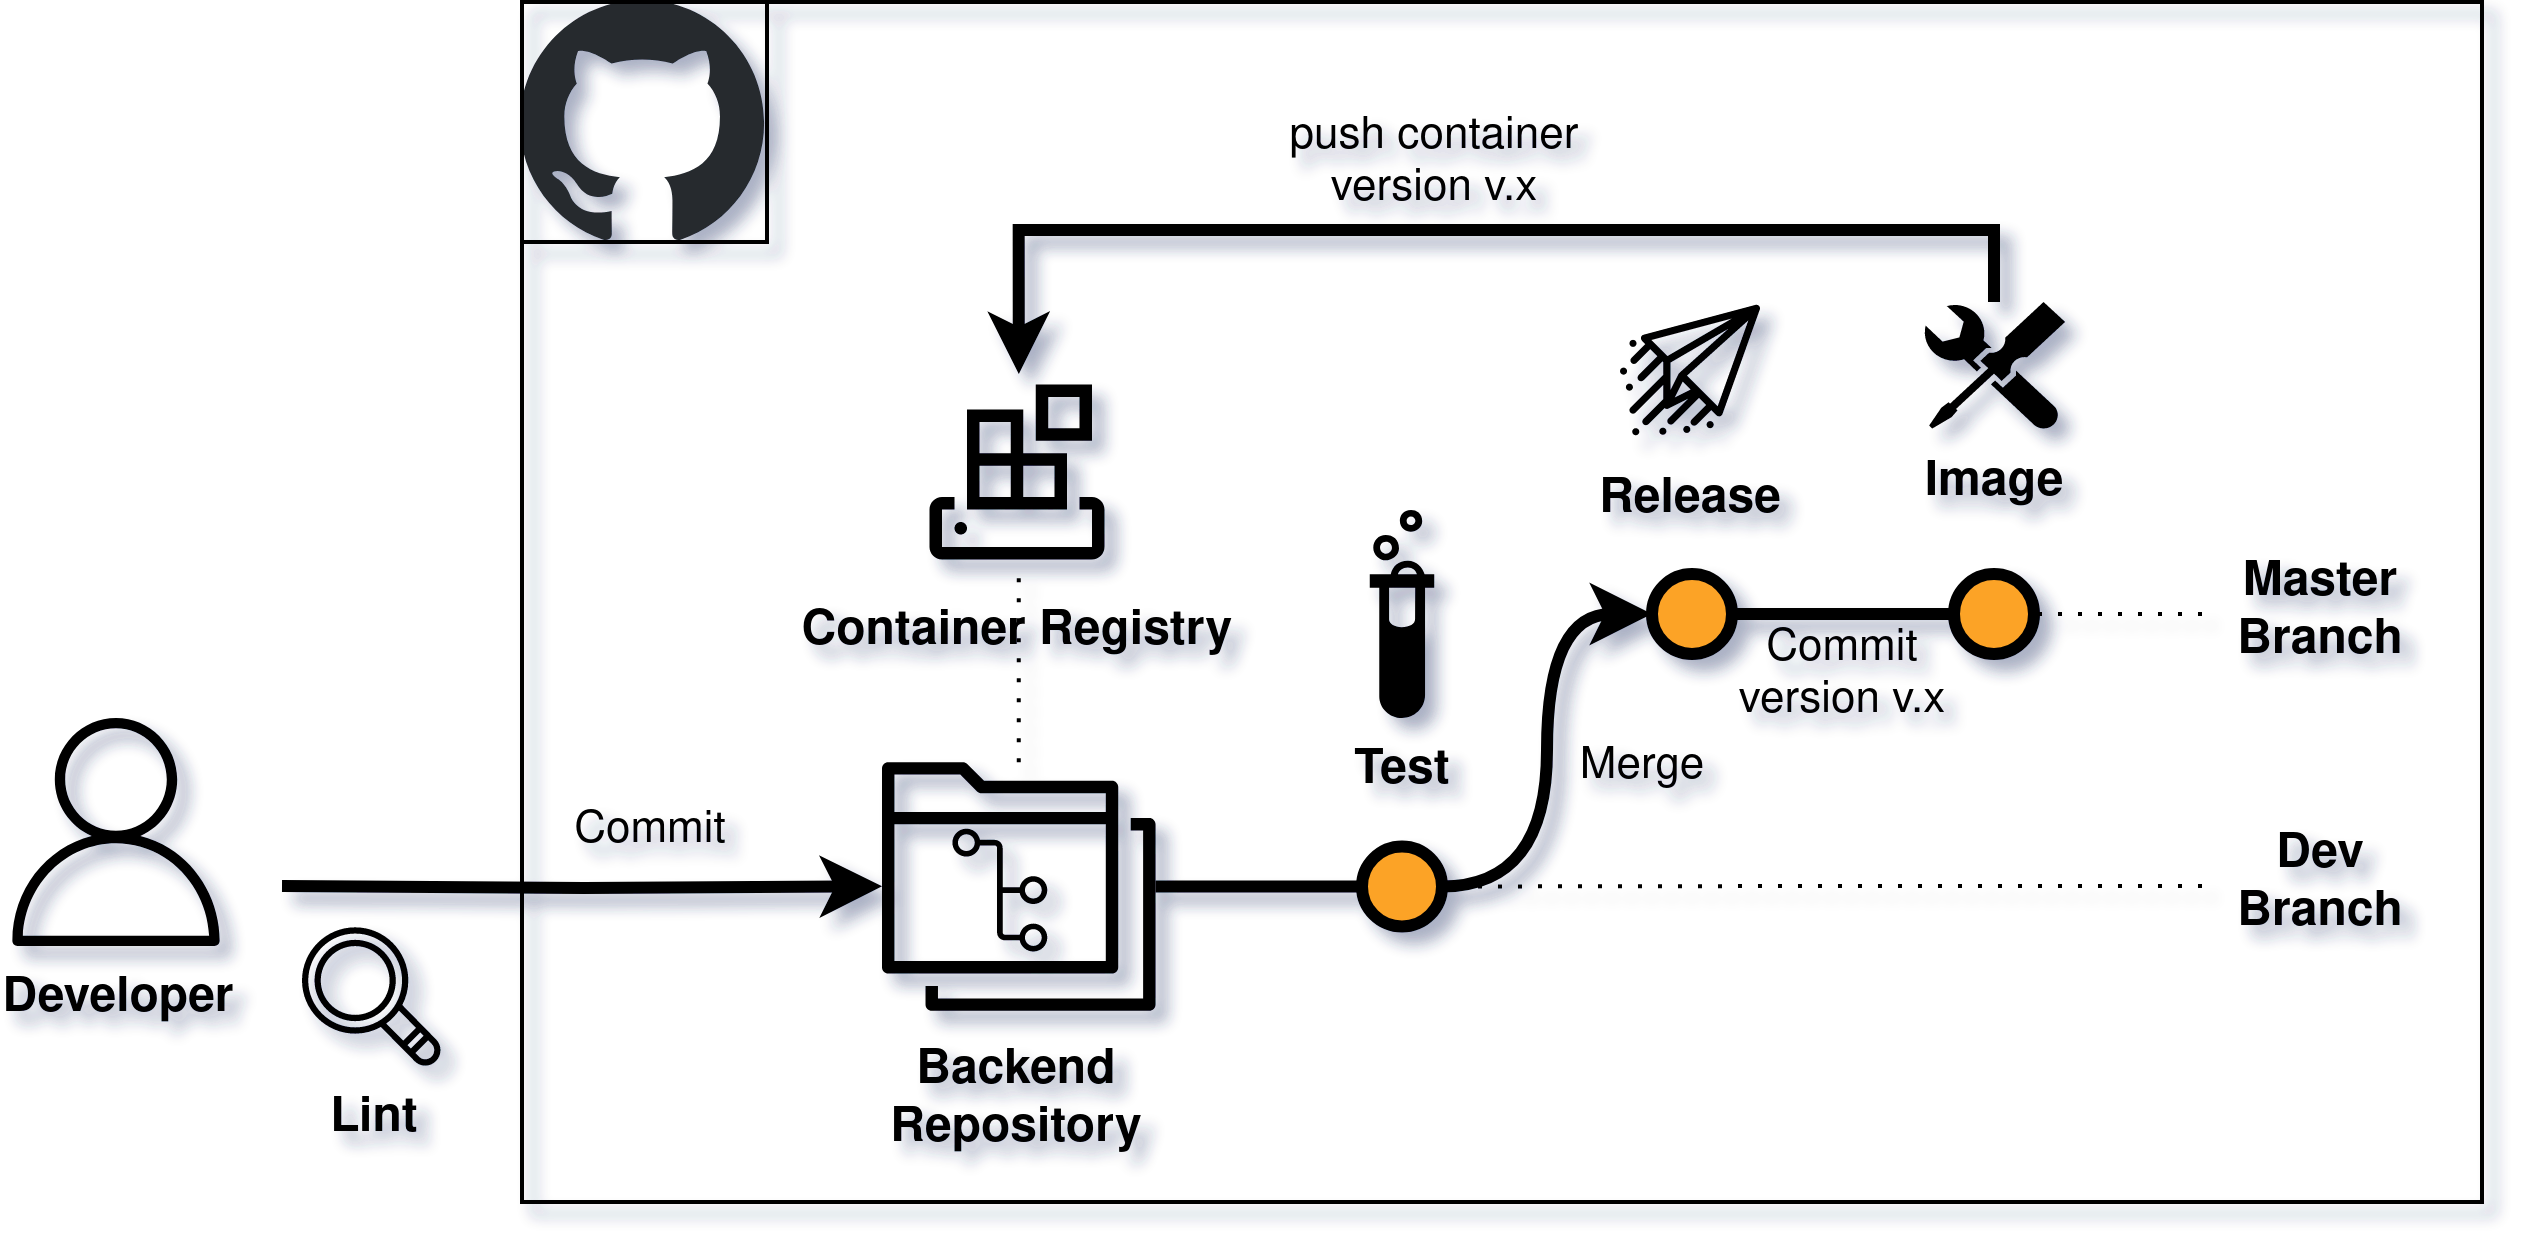 push container
version v.x
Release
Image
Container Registry
Master
Branch
Commit
version v.x
Test
Merge
Commit
Dev
Branch
Developer
Lint
Backend
Repository